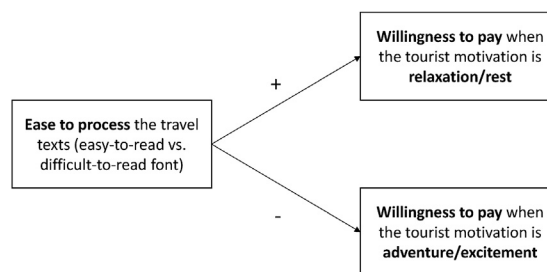 Willingness to pay when
the tourist motivation is
relaxation/rest
+
Ease to process the travel
texts (easy-to-read vs.
difficult-to-read font)
-
Willingness to pay when
the tourist motivation is
adventure/excitement